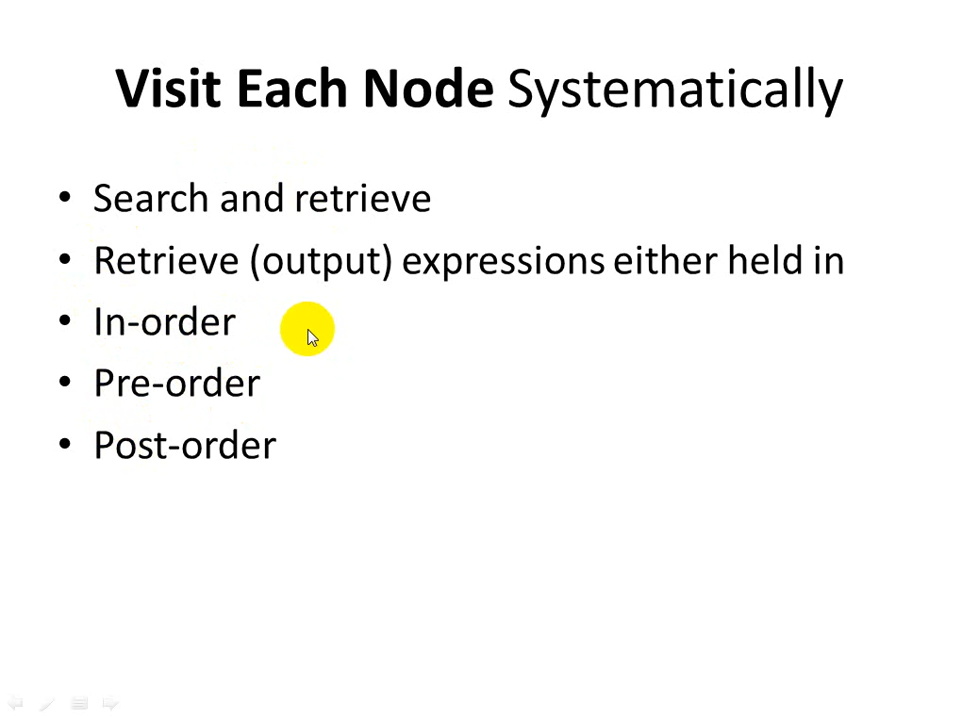 Visit Each Node Systematically
• Search and retrieve
• Retrieve (output) expressions either held in
• In-order
• Pre-order
• Post-order